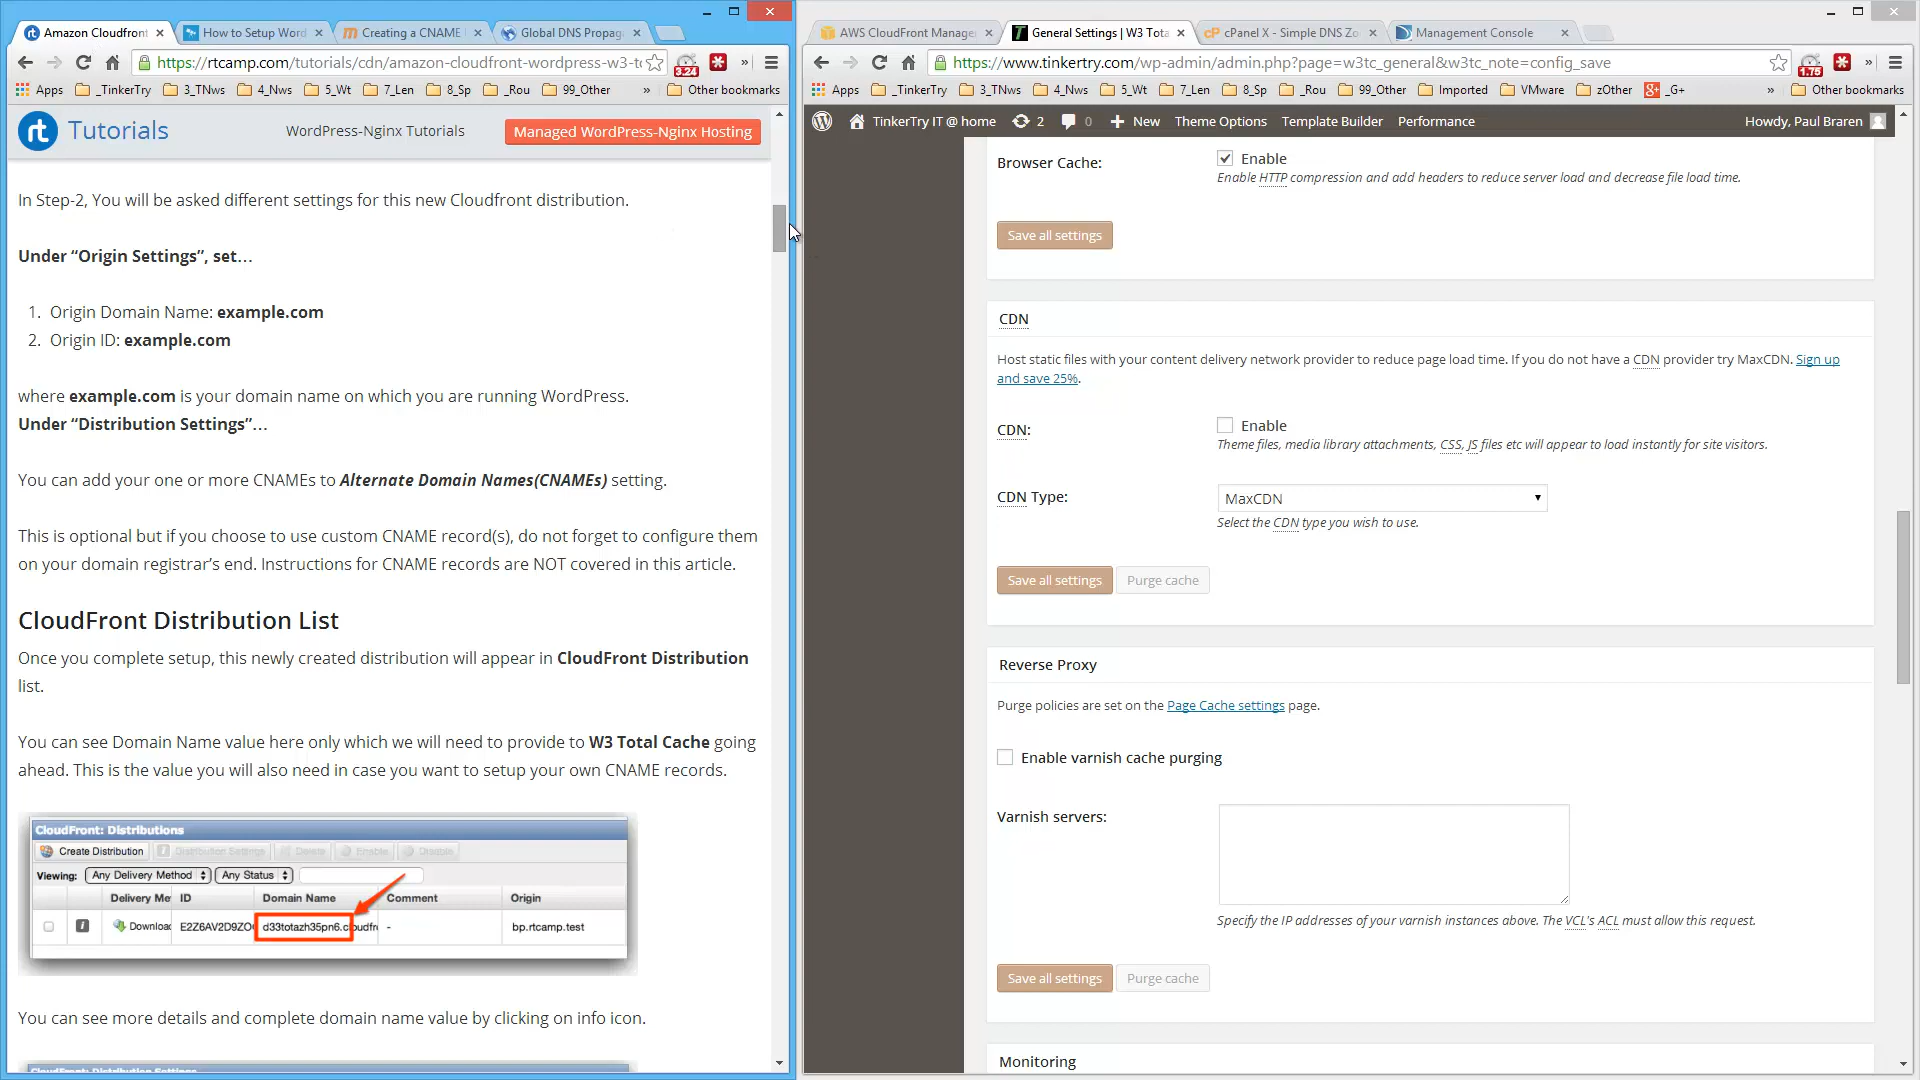 Amazon Cloudfront
How to Setup Word
Creating a CNAME
Global DNS Propag
https://rtcamp.com/tutorials/cdn/amazon-cloudfront-wordpress-w3-to
3.24
Apps
_TinkerTry
3_TNws
4_Nws
5_Wt
7_Len
8_Sp
_Rou
99_Other
»
Other bookmarks
rt
Tutorials
WordPress-Nginx Tutorials
Managed WordPress-Nginx Hosting
In Step-2, You will be asked different settings for this new Cloudfront distribution.
Under “Origin Settings”, set…
1. Origin Domain Name: example.com
2. Origin ID: example.com
where example.com is your domain name on which you are running WordPress.
Under “Distribution Settings”…
You can add your one or more CNAMEs to Alternate Domain Names(CNAMEs) setting.
This is optional but if you choose to use custom CNAME record(s), do not forget to configure them
on your domain registrar’s end. Instructions for CNAME records are NOT covered in this article.
CloudFront Distribution List
Once you complete setup, this newly created distribution will appear in CloudFront Distribution
list.
You can see Domain Name value here only which we will need to provide to W3 Total Cache going
ahead. This is the value you will also need in case you want to setup your own CNAME records.
CloudFront: Distributions
Create Distribution
Distribution Settings
Delete
Enable
Disable
Viewing:
Any Delivery Method
Any Status
Delivery Me
ID
Domain Name
Comment
Origin
Download
E2Z6AV2D9ZO
d33totazh35pn6.cloudfr
-
bp.rtcamp.test
You can see more details and complete domain name value by clicking on info icon.
CloudFront: Distribution Settings
AWS CloudFront Manage
General Settings | W3 Tota
cPanel X - Simple DNS Zo
Management Console
https://www.tinkertry.com/wp-admin/admin.php?page=w3tc_general&w3tc_note=config_save
1.75
Apps
_TinkerTry
3_TNws
4_Nws
5_Wt
7_Len
8_Sp
_Rou
99_Other
Imported
VMware
zOther
_G+
»
Other bookmarks
TinkerTry IT @ home
2
0
New
Theme Options
Template Builder
Performance
Howdy, Paul Braren
Browser Cache:
Enable
Enable HTTP compression and add headers to reduce server load and decrease file load time.
Save all settings
CDN
Host static files with your content delivery network provider to reduce page load time. If you do not have a CDN provider try MaxCDN. Sign up
and save 25%.
CDN:
Enable
Theme files, media library attachments, CSS, JS files etc will appear to load instantly for site visitors.
CDN Type:
MaxCDN
Select the CDN type you wish to use.
Save all settings
Purge cache
Reverse Proxy
Purge policies are set on the Page Cache settings page.
Enable varnish cache purging
Varnish servers:
Specify the IP addresses of your varnish instances above. The VCL's ACL must allow this request.
Save all settings
Purge cache
Monitoring